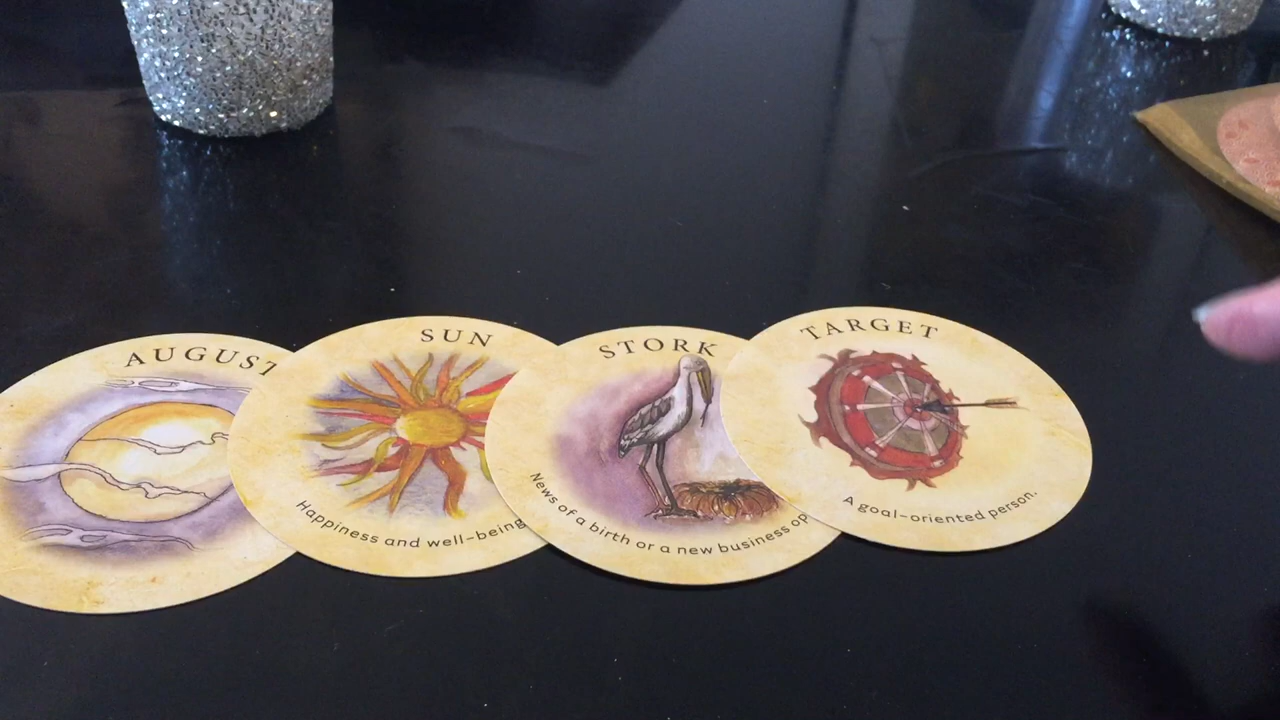 AUGUST
SUN
Happiness and well-being
STORK
News of a birth or a new business op
TARGET
A goal-oriented person.